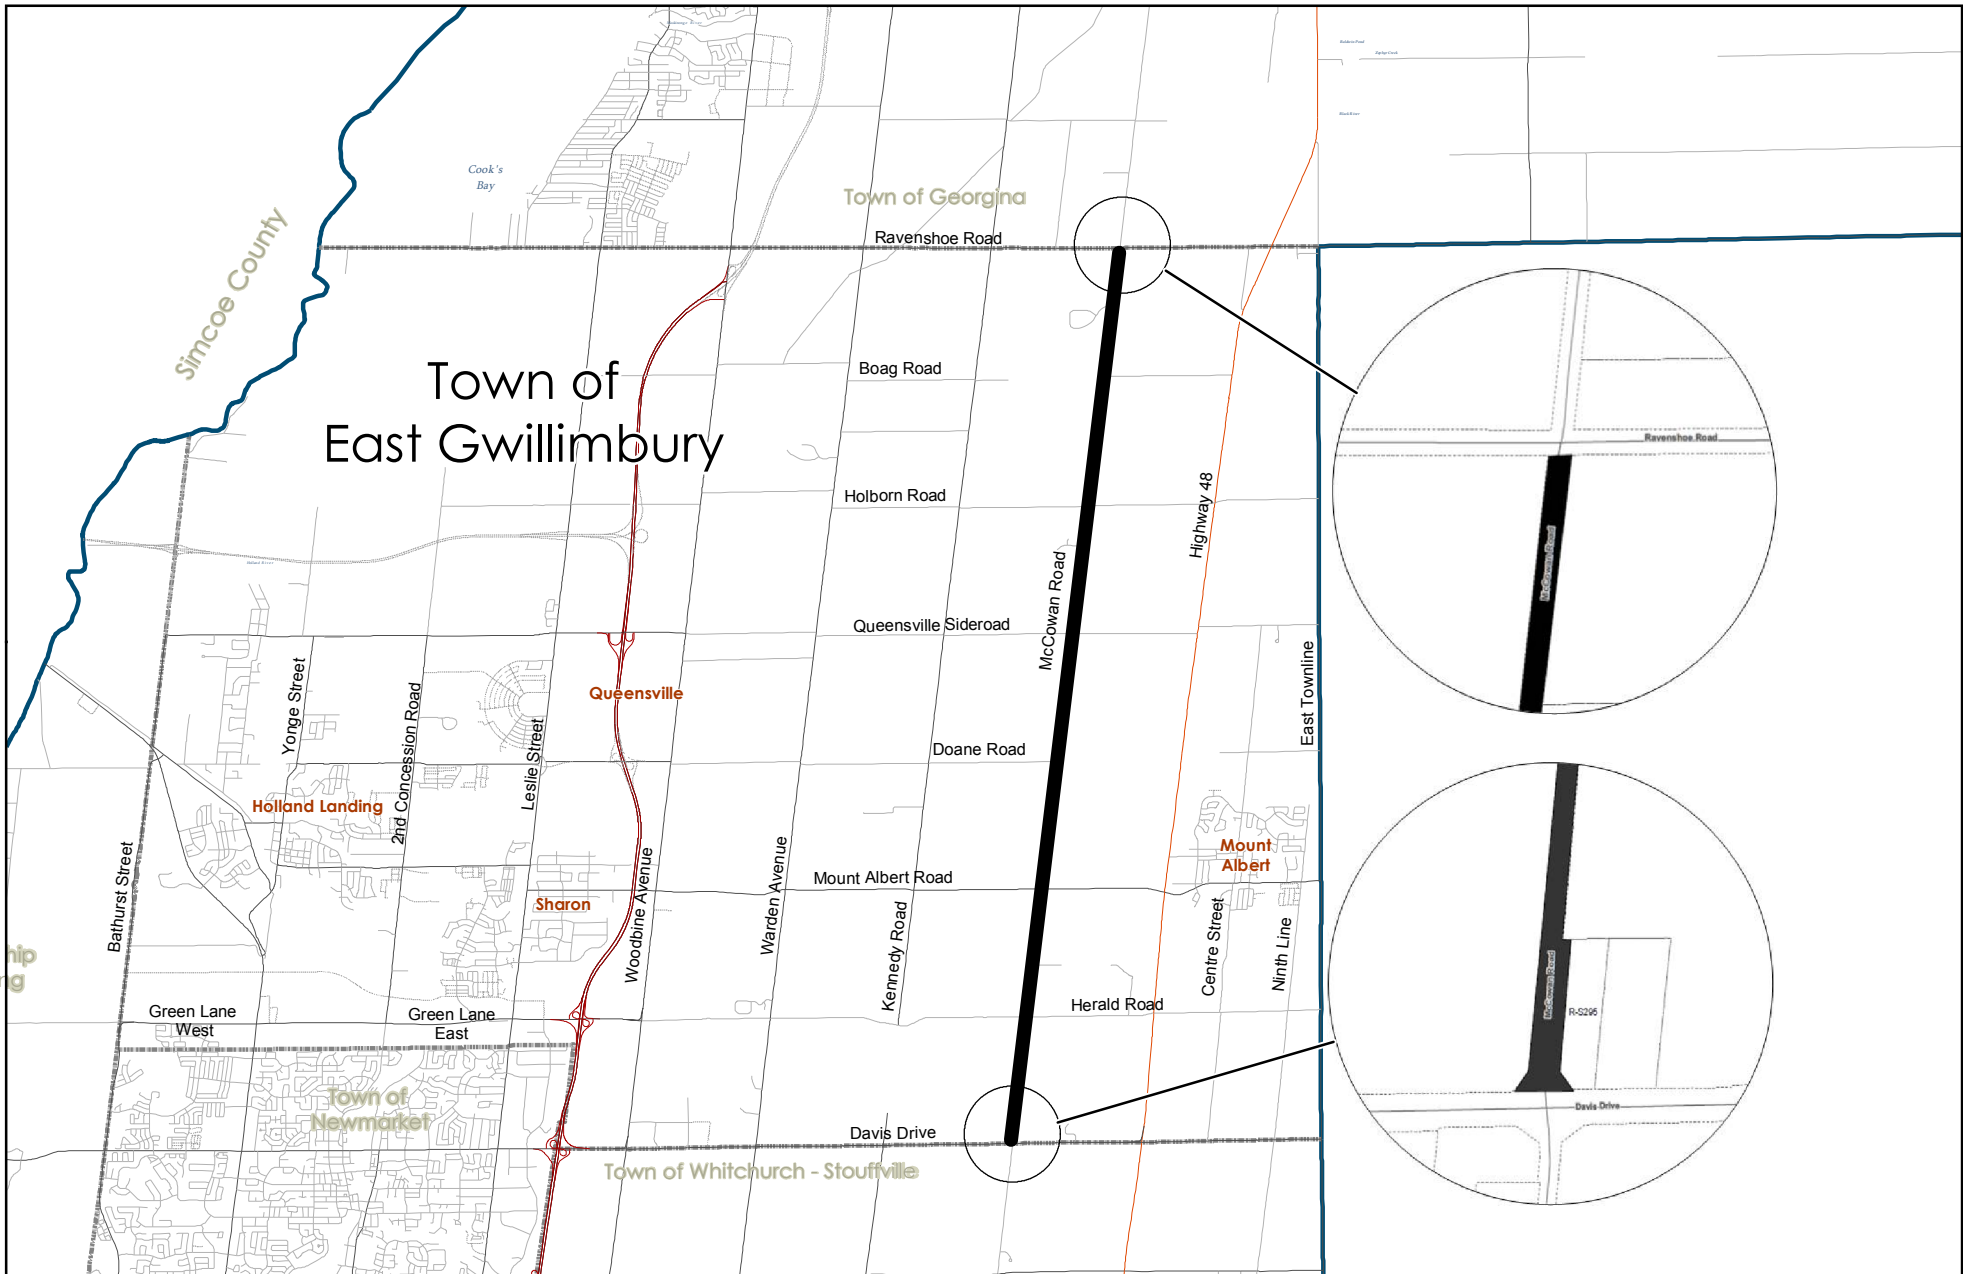 Cook's
Bay
Town of Georgina
Ravenshoe Road
Simcoe County
Town of
East Gwillimbury
Boag Road
Ravenshoe Road
Holborn Road
Highway 48
McCowan Road
McCowan Road
Queensville Sideroad
East Townline
Yonge Street
2nd Concession Road
Queensville
Leslie Street
Doane Road
Holland Landing
Mount
Albert
Bathurst Street
Mount Albert Road
Sharon
Woodbine Avenue
Warden Avenue
Kennedy Road
Centre Street
Ninth Line
hip
ng
McCowan Road
R-S295
Green Lane
West
Green Lane
East
Herald Road
Town of
Newmarket
Davis Drive
Davis Drive
Town of Whitchurch - Stouffville